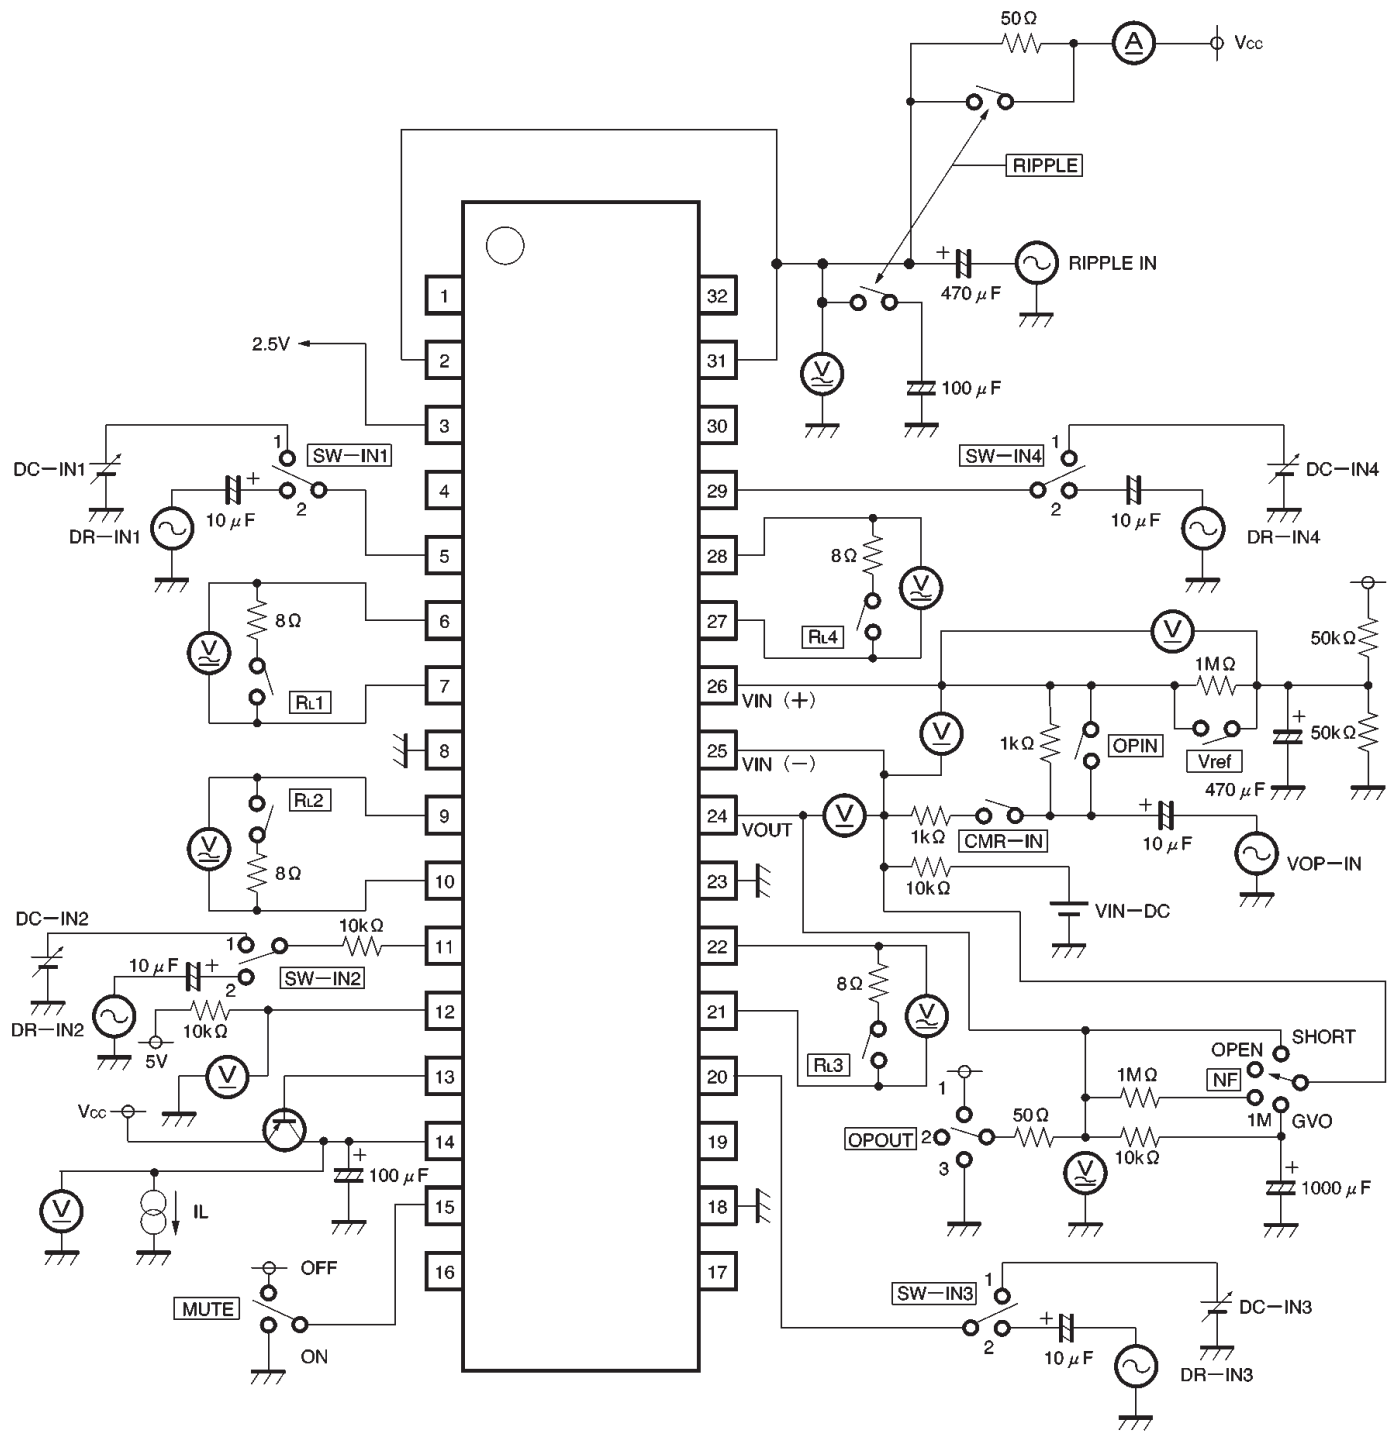 50Ω
A
Vcc
RIPPLE
+
RIPPLE IN
470μF
1
32
2.5V
2
31
V
100μF
3
30
DC−IN1
1
SW−IN1
+
2
10μF
DR−IN1
4
29
SW−IN4
1
2
+
10μF
DC−IN4
DR−IN4
5
28
8Ω
V
V
8Ω
RL1
6
27
RL4
V
50kΩ
7
26
VIN (+)
1MΩ
V
1kΩ
OPIN
Vref
+
470μF
50kΩ
8
25
VIN (−)
RL2
V
8Ω
9
24
VOUT
V
1kΩ
CMR−IN
+
10μF
VOP−IN
10kΩ
VIN−DC
10
23
DC−IN2
1
10kΩ
10μF
+
2
SW−IN2
DR−IN2
10kΩ
5V
11
22
8Ω
V
RL3
12
21
V
SHORT
OPEN
NF
1M
GVO
1MΩ
13
20
Vcc
1
OPOUT
2
3
50Ω
10kΩ
V
+
1000μF
14
19
+
100μF
V
IL
15
18
16
17
OFF
MUTE
ON
SW−IN3
1
2
+
10μF
DC−IN3
DR−IN3